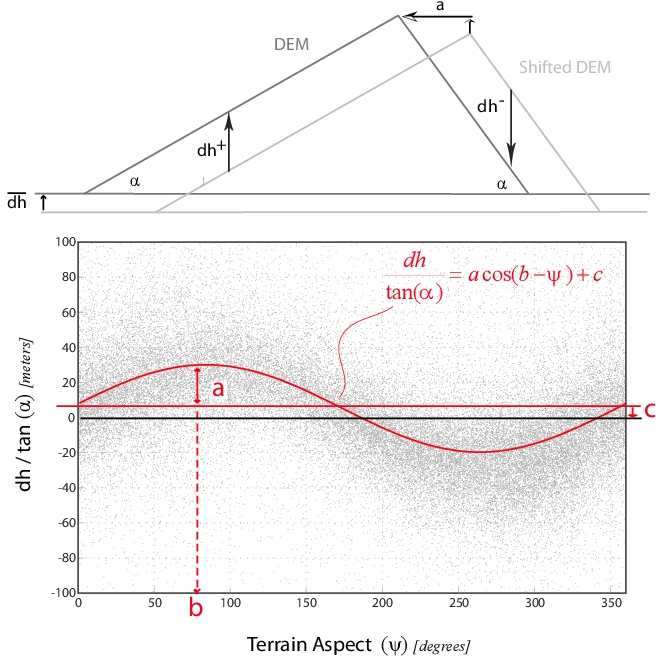 a
DEM
Shifted DEM
dh⁺
dh⁻
α
α
d̅h̅
100
80
60
40
20
0
-20
-40
-60
-80
-100
dh / tan (α) [meters]
dh/tan(α) = a cos(b − ψ) + c
a
c
b
0 50 100 150 200 250 300 350
Terrain Aspect (ψ) [degrees]